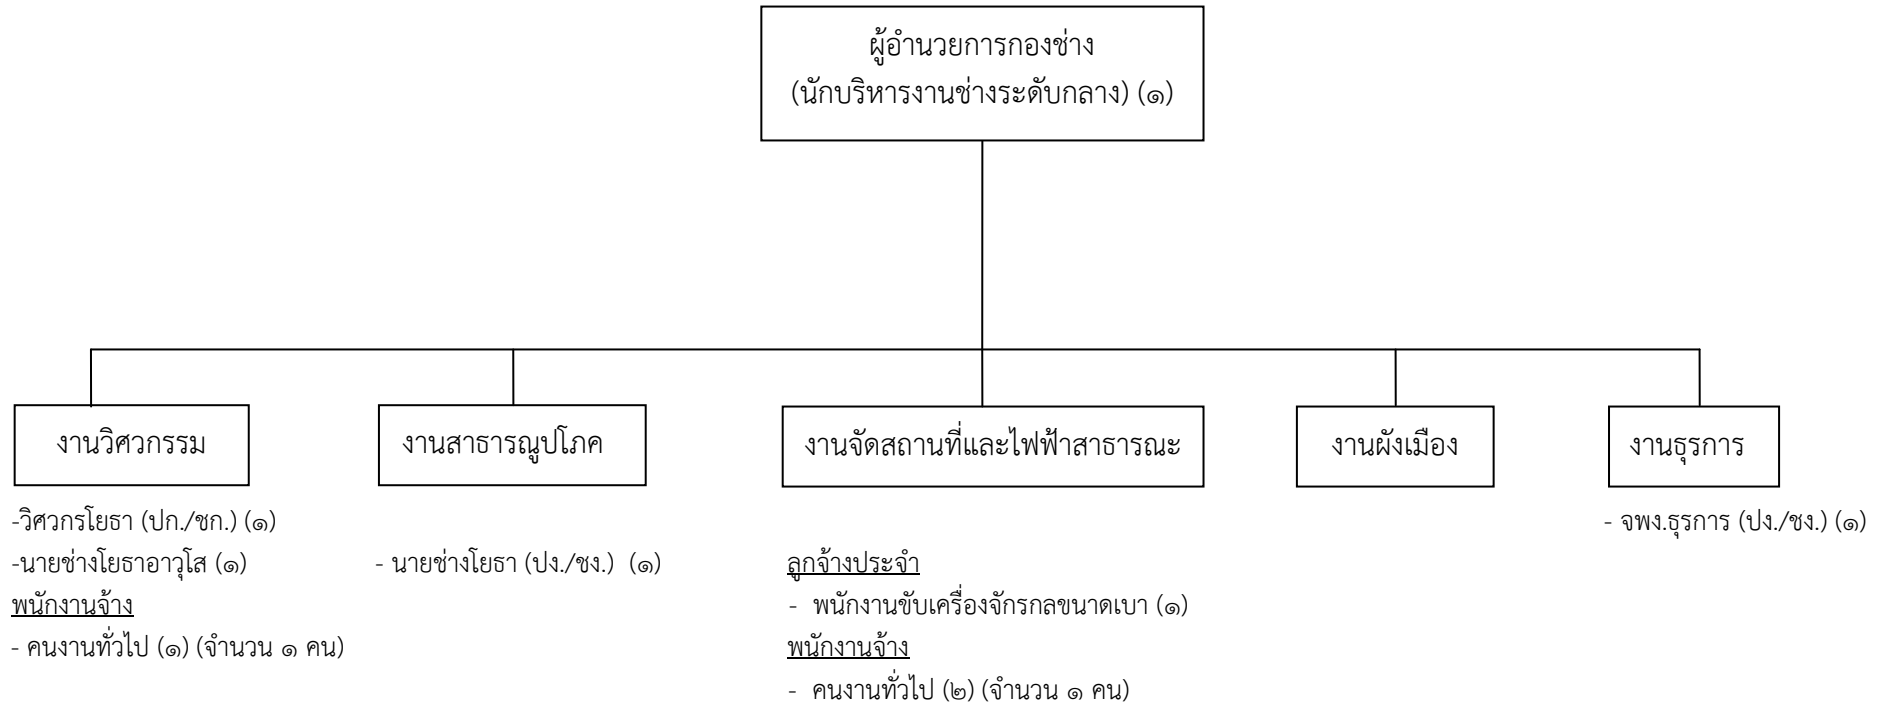 ผู้อำนวยการกองช่าง
(นักบริหารงานช่างระดับกลาง) (๑)
งานวิศวกรรม
งานสาธารณูปโภค
งานจัดสถานที่และไฟฟ้าสาธารณะ
งานผังเมือง
งานธุรการ
-วิศวกรโยธา (ปก./ชก.) (๑)
-นายช่างโยธาอาวุโส (๑)
พนักงานจ้าง
- คนงานทั่วไป (๑) (จำนวน ๑ คน)
- นายช่างโยธา (ปง./ชง.) (๑)
ลูกจ้างประจำ
- พนักงานขับเครื่องจักรกลขนาดเบา (๑)
พนักงานจ้าง
- คนงานทั่วไป (๒) (จำนวน ๑ คน)
- จพง.ธุรการ (ปง./ชง.) (๑)